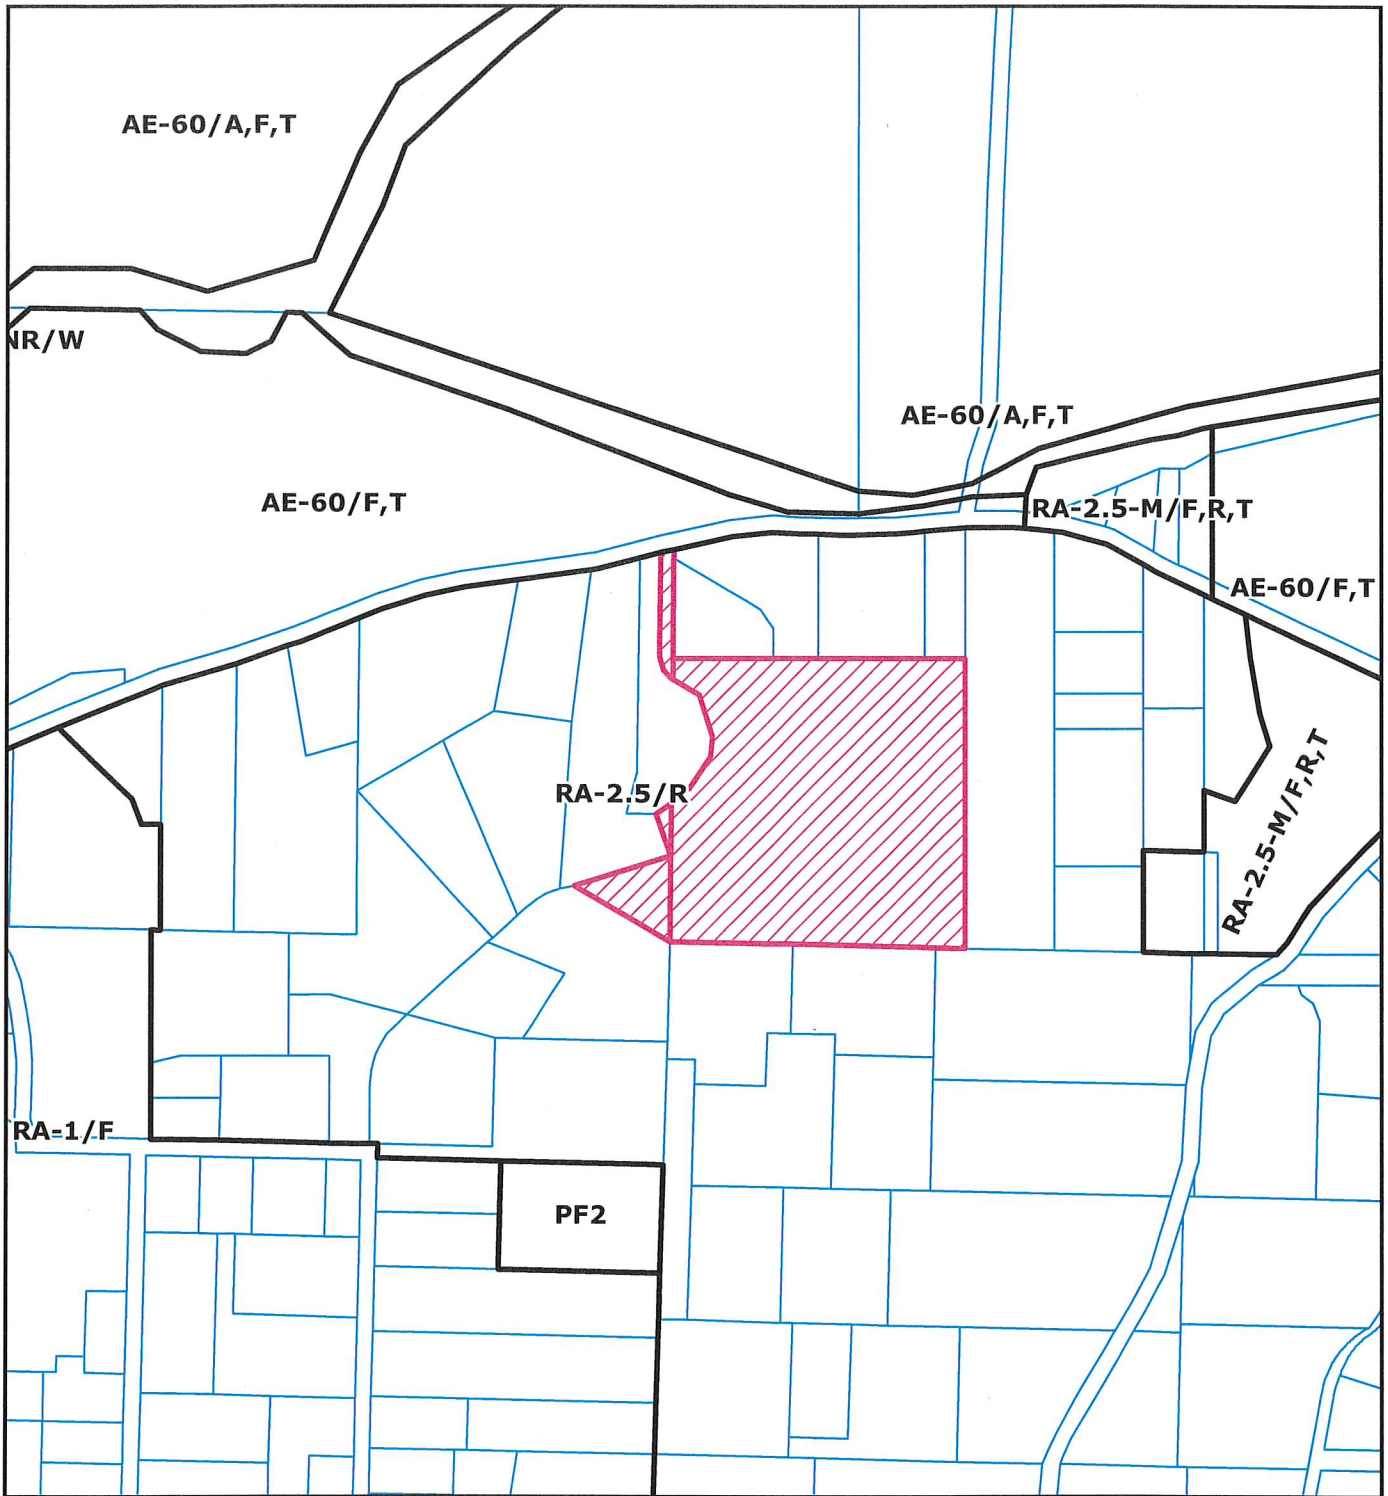 AE-60/A,F,T
NR/W
AE-60/A,F,T
AE-60/F,T
RA-2.5-M/F,R,T
AE-60/F,T
RA-2.5/R
RA-2.5-M/F,R,T
RA-1/F
PF2